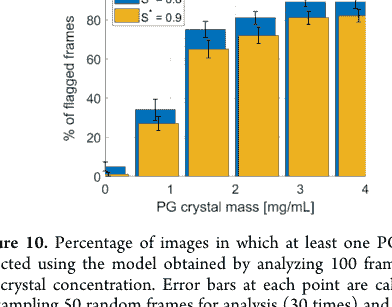 S* = 0.9
80
60
40
20
0
% of flagged frames
0 1 2 3 4
PG crystal mass [mg/mL]
ure 10. Percentage of images in which at least one PG
cted using the model obtained by analyzing 100 fram
crystal concentration. Error bars at each point are cal
ampling 50 random frames for analysis (30 times) and